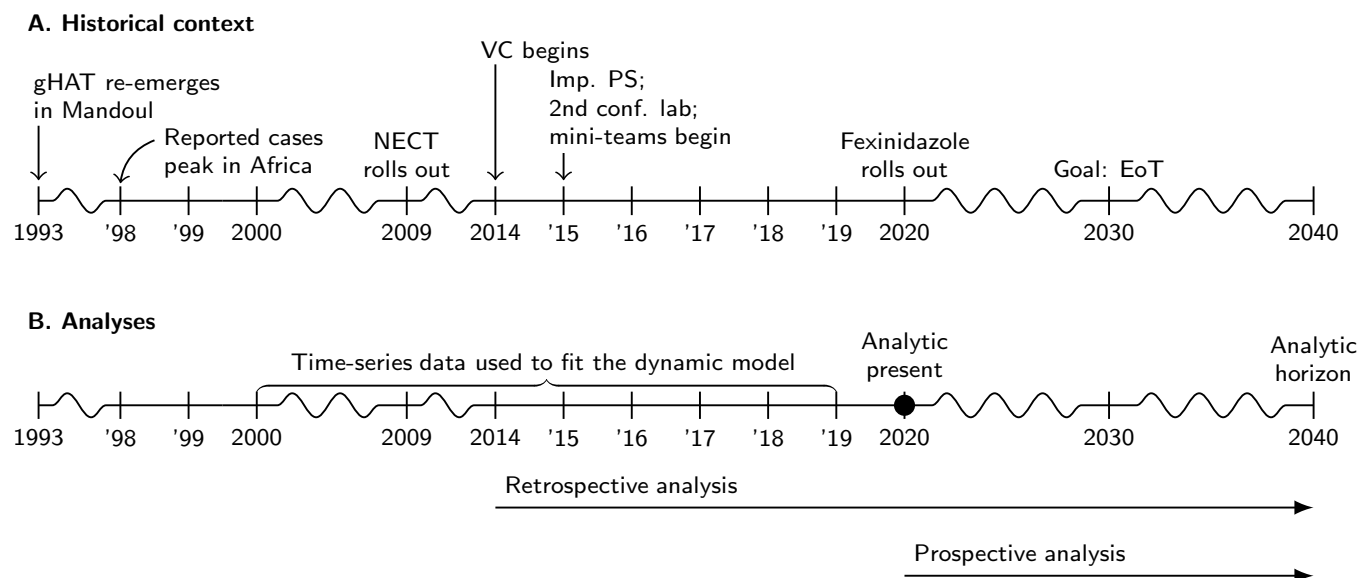 A. Historical context
VC begins
gHAT re-emerges
in Mandoul
Imp. PS;
2nd conf. lab;
mini-teams begin
Reported cases
peak in Africa
NECT
rolls out
Fexinidazole
rolls out
Goal: EoT
1993 '98 '99 2000 2009 2014 '15 '16 '17 '18 '19 2020 2030 2040
B. Analyses
Time-series data used to fit the dynamic model
Analytic
present
Analytic
horizon
1993 '98 '99 2000 2009 2014 '15 '16 '17 '18 '19 2020 2030 2040
Retrospective analysis
Prospective analysis